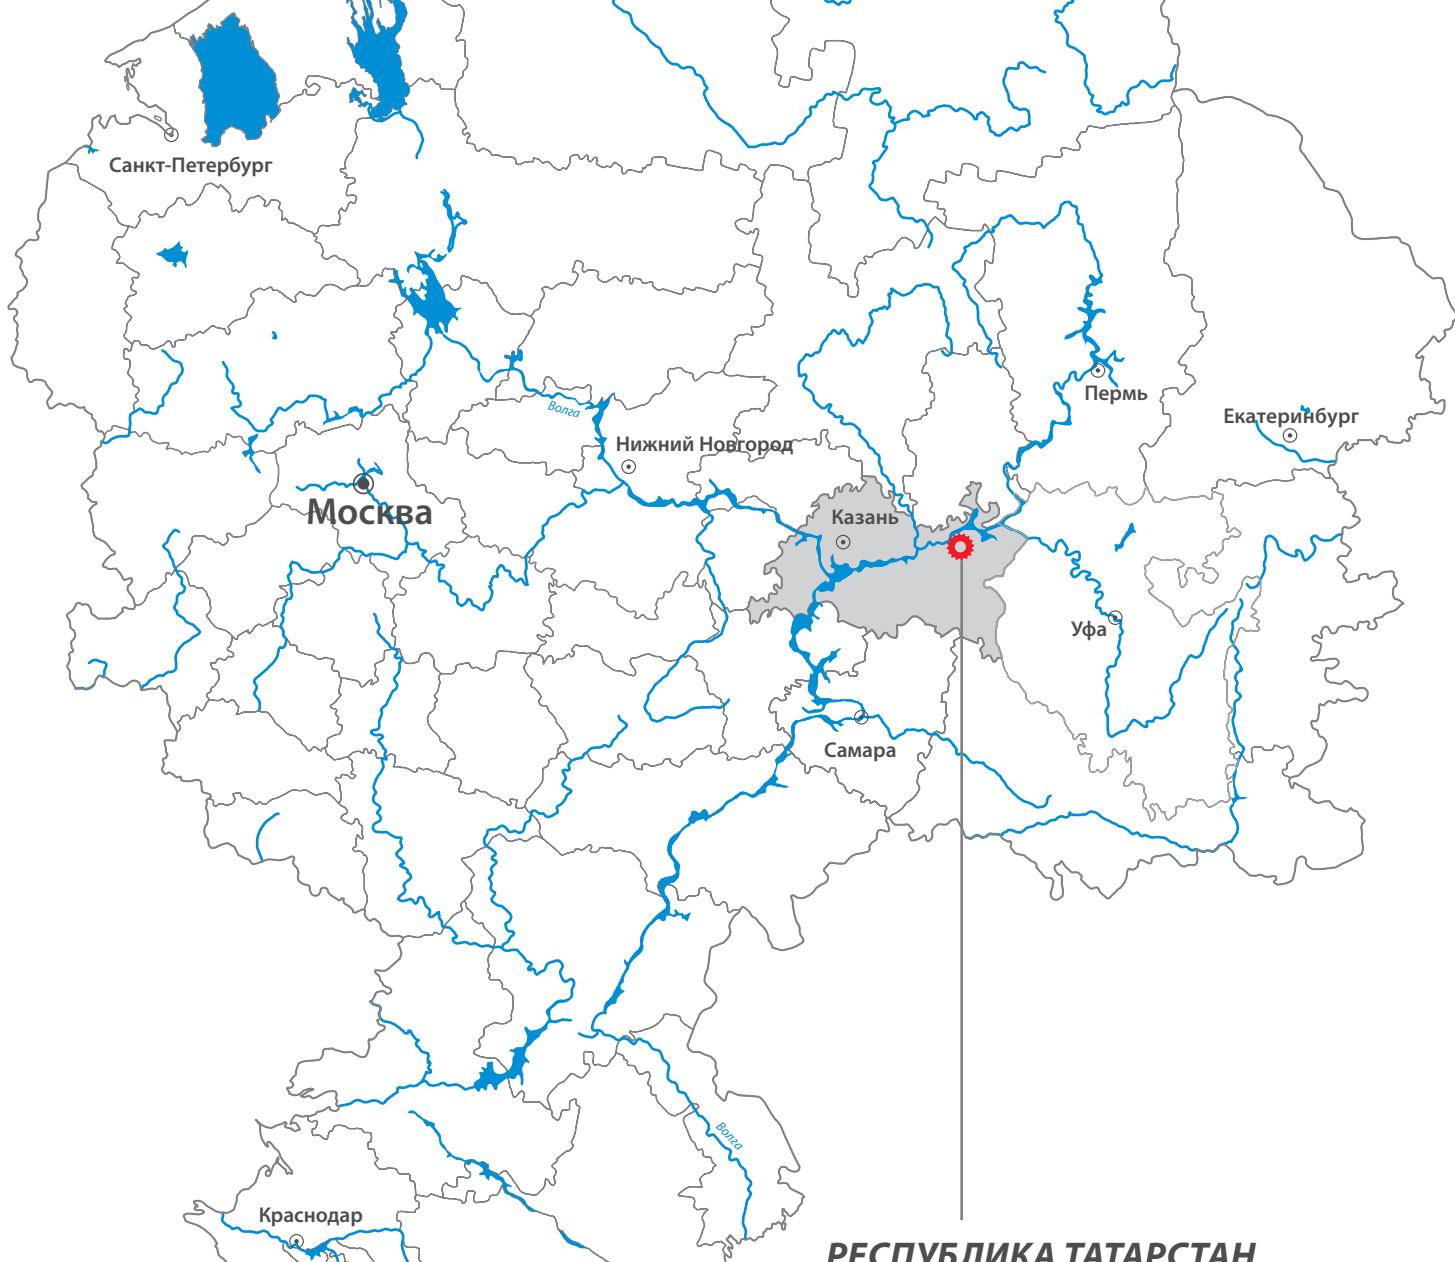 Санкт-Петербург
Волга
Пермь
Екатеринбург
Нижний Новгород
Москва
Казань
Уфа
Самара
Волга
Краснодар
РЕСПУБЛИКА ТАТАРСТАН